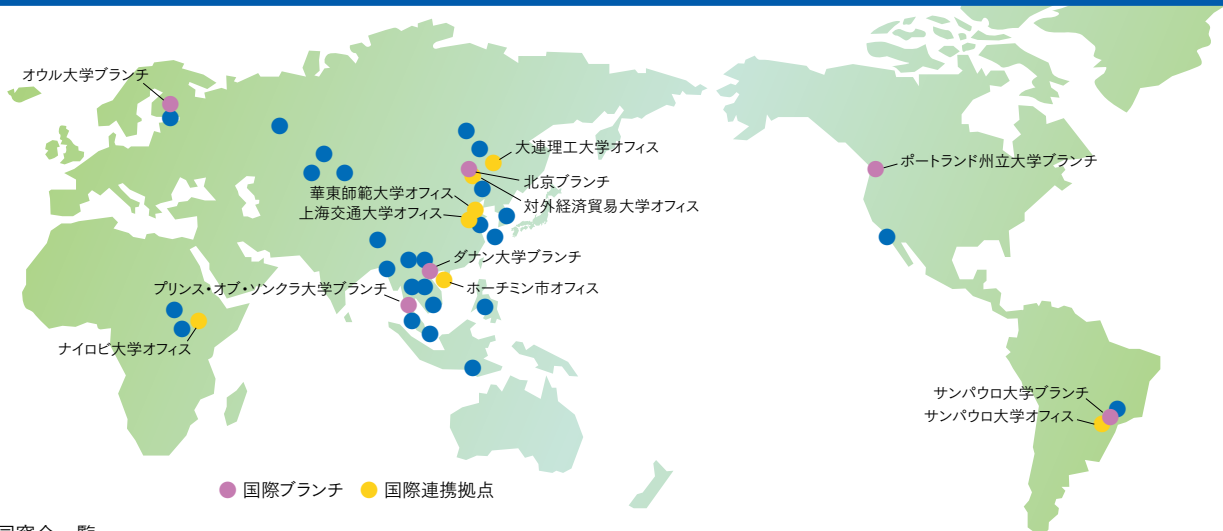 オウル大学ブランチ
大連理工大学オフィス
北京ブランチ
対外経済貿易大学オフィス
華東師範大学オフィス
上海交通大学オフィス
ポートランド州立大学ブランチ
ダナン大学ブランチ
プリンス・オブ・ソンクラ大学ブランチ
ホーチミン市オフィス
ナイロビ大学オフィス
サンパウロ大学ブランチ
サンパウロ大学オフィス
国際ブランチ 国際連携拠点